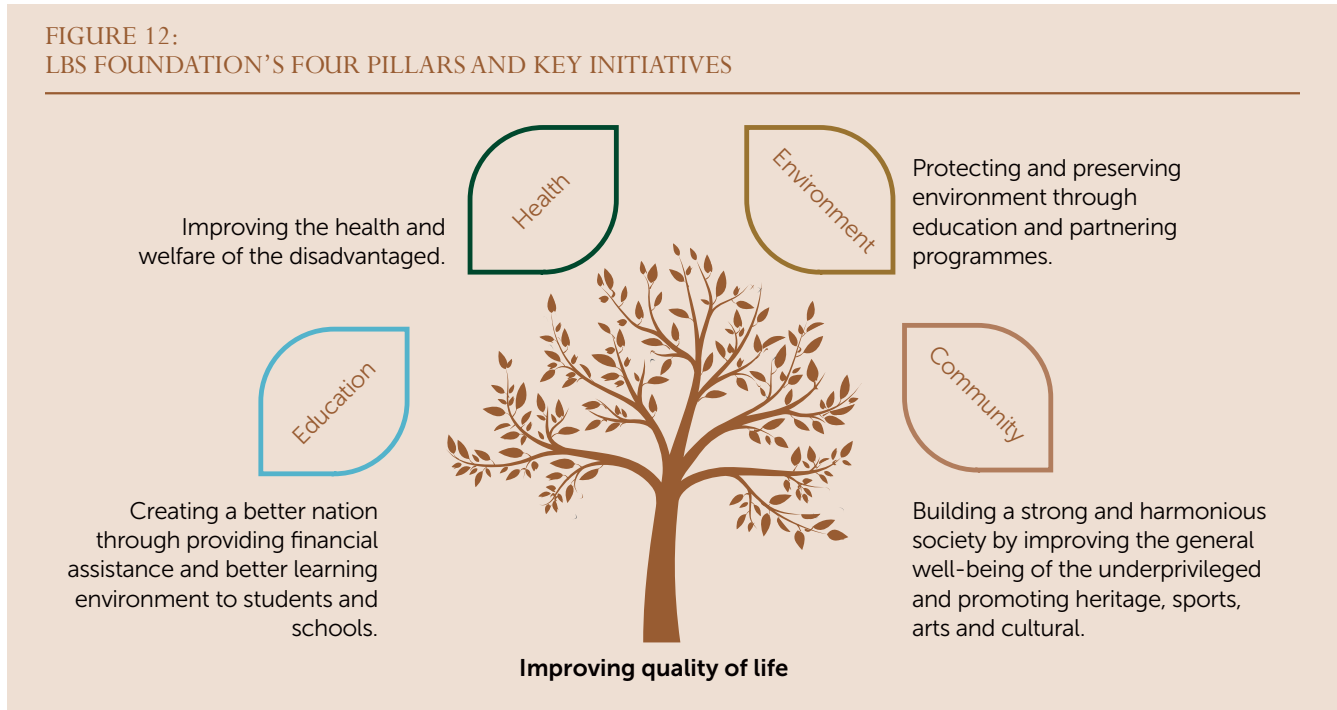 FIGURE 12:
LBS FOUNDATION'S FOUR PILLARS AND KEY INITIATIVES
Health
Improving the health and
welfare of the disadvantaged.
Environment
Protecting and preserving
environment through
education and partnering
programmes.
Education
Creating a better nation
through providing financial
assistance and better learning
environment to students and
schools.
Community
Building a strong and harmonious
society by improving the general
well-being of the underprivileged
and promoting heritage, sports,
arts and cultural.
Improving quality of life